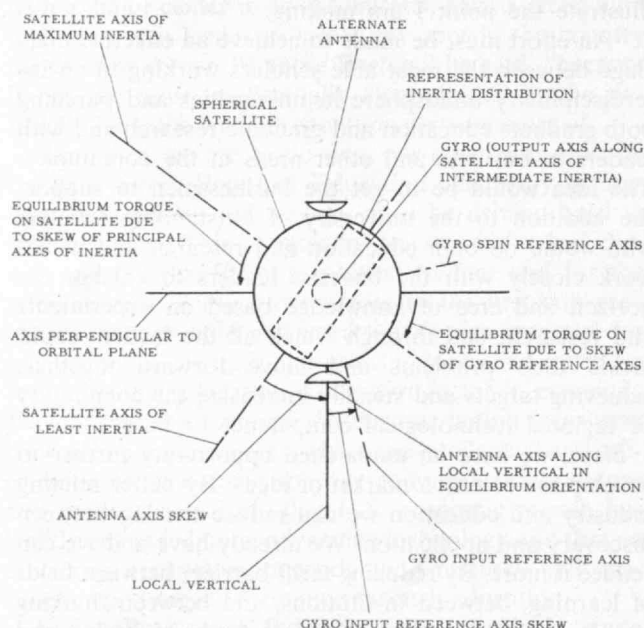 SATELLITE AXIS OF
MAXIMUM INERTIA
ALTERNATE
ANTENNA
REPRESENTATION OF
INERTIA DISTRIBUTION
SPHERICAL
SATELLITE
GYRO (OUTPUT AXIS ALONG
SATELLITE AXIS OF
INTERMEDIATE INERTIA)
EQUILIBRIUM TORQUE
ON SATELLITE DUE
TO SKEW OF PRINCIPAL
AXES OF INERTIA
GYRO SPIN REFERENCE AXIS
AXIS PERPENDICULAR TO
ORBITAL PLANE
EQUILIBRIUM TORQUE ON
SATELLITE DUE TO SKEW
OF GYRO REFERENCE AXES
SATELLITE AXIS OF
LEAST INERTIA
ANTENNA AXIS ALONG
LOCAL VERTICAL IN
EQUILIBRIUM ORIENTATION
ANTENNA AXIS SKEW
GYRO INPUT REFERENCE AXIS
LOCAL VERTICAL
GYRO INPUT REFERENCE AXIS SKEW